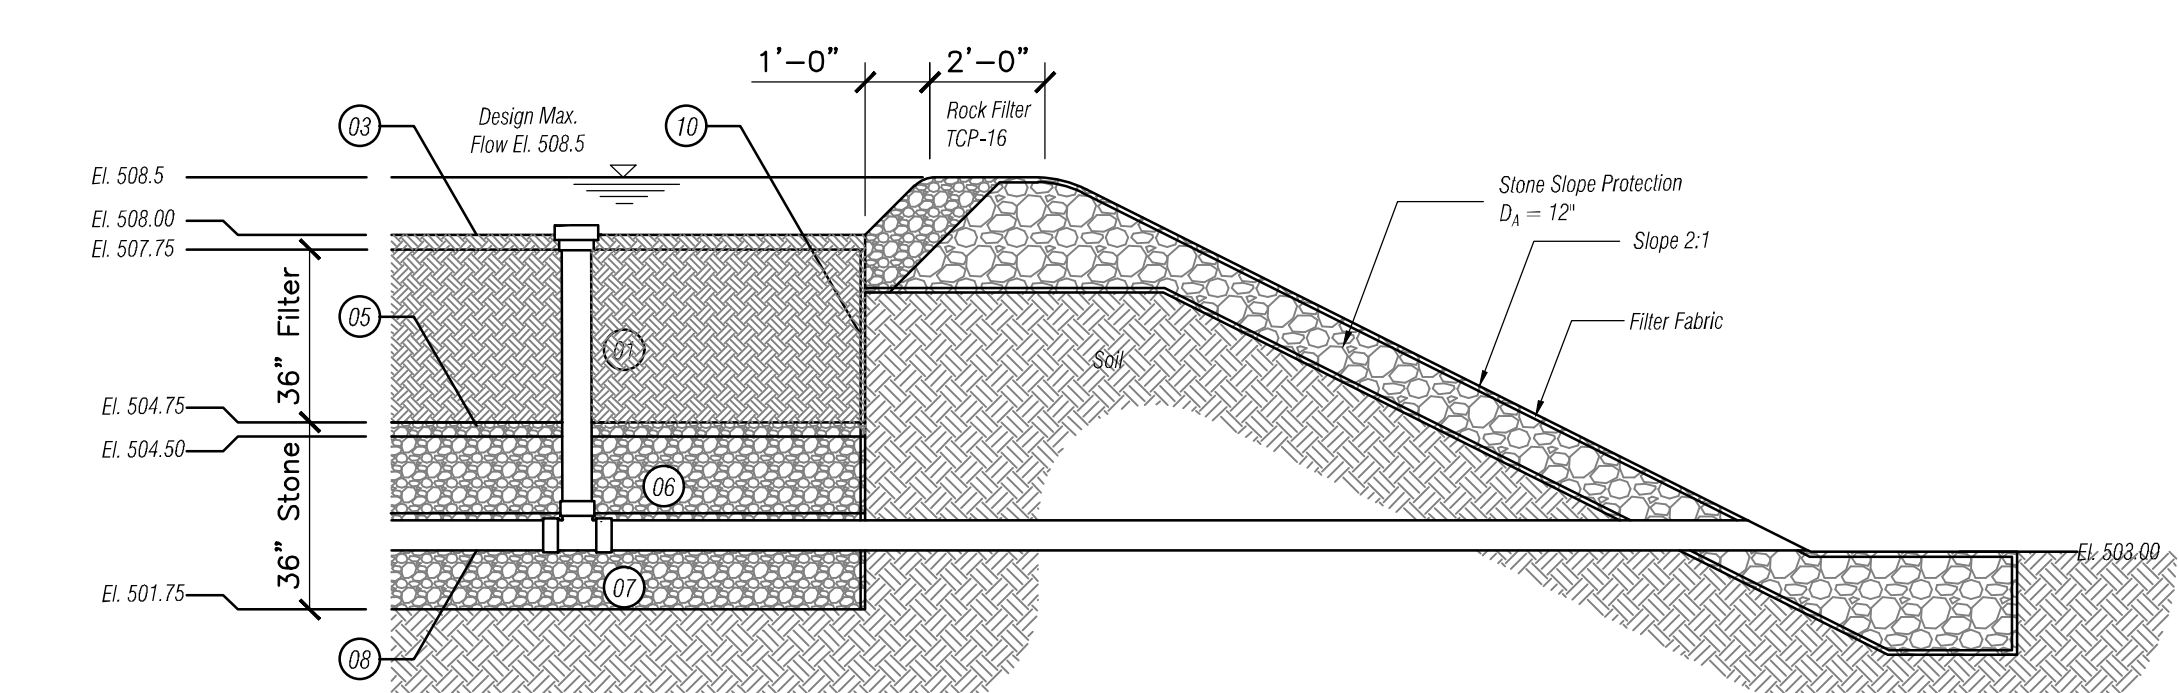 1'-0"
2'-0"
Rock Filter
TCP-16
03
Design Max.
Flow El. 508.5
10
El. 508.5
El. 508.00
El. 507.75
Stone Slope Protection
DA = 12"
Slope 2:1
Filter Fabric
36" Filter
05
01
Soil
El. 504.75
El. 504.50
36" Stone
06
El. 503.00
07
El. 501.75
08